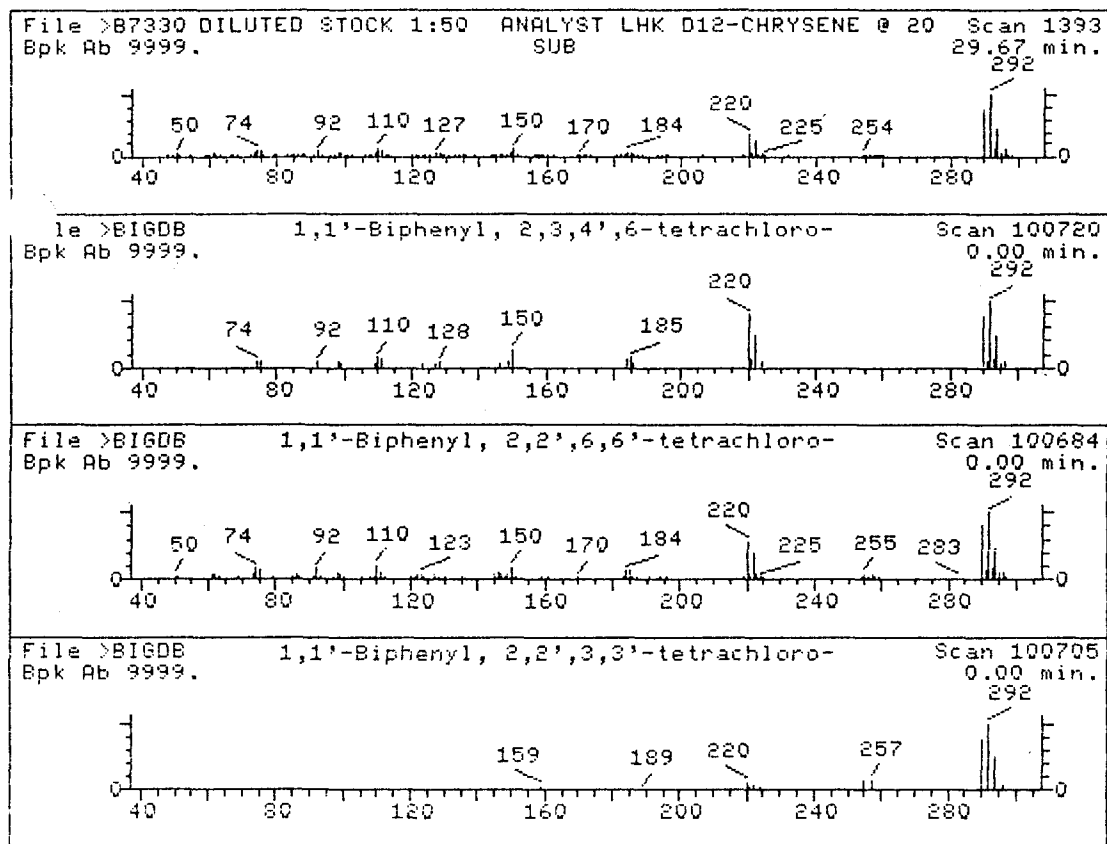 File >B7330 DILUTED STOCK 1:50 ANALYST LHK D12-CHRYSENE @ 20 Scan 1393
Bpk Ab 9999. SUB 29.67 min.
292
220
50 74 92 110 127 150 170 184 225 254
0 0
40 80 120 160 200 240 280
le >BIGDB 1,1'-Biphenyl, 2,3,4',6-tetrachloro- Scan 100720
Bpk Ab 9999. 0.00 min.
292
220
74 92 110 128 150 185
0 0
40 80 120 160 200 240 280
File >BIGDB 1,1'-Biphenyl, 2,2',6,6'-tetrachloro- Scan 100684
Bpk Ab 9999. 0.00 min.
292
220
50 74 92 110 123 150 170 184 225 255 283
0 0
40 80 120 160 200 240 280
File >BIGDB 1,1'-Biphenyl, 2,2',3,3'-tetrachloro- Scan 100705
Bpk Ab 9999. 0.00 min.
292
159 189 220 257
0 0
40 80 120 160 200 240 280